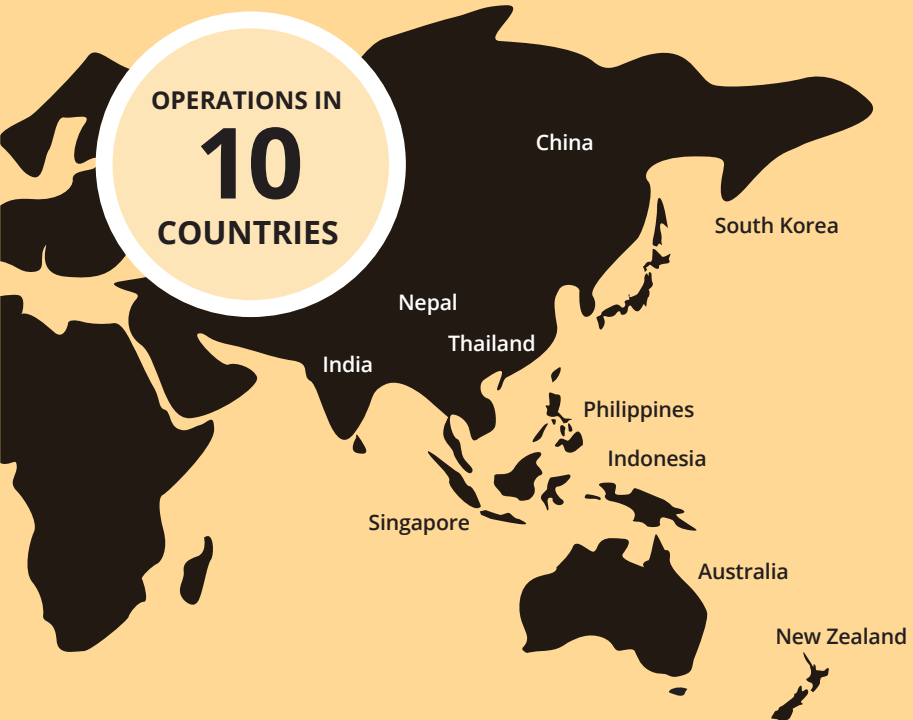 OPERATIONS IN
10
COUNTRIES
China
South Korea
Nepal
Thailand
India
Philippines
Indonesia
Singapore
Australia
New Zealand